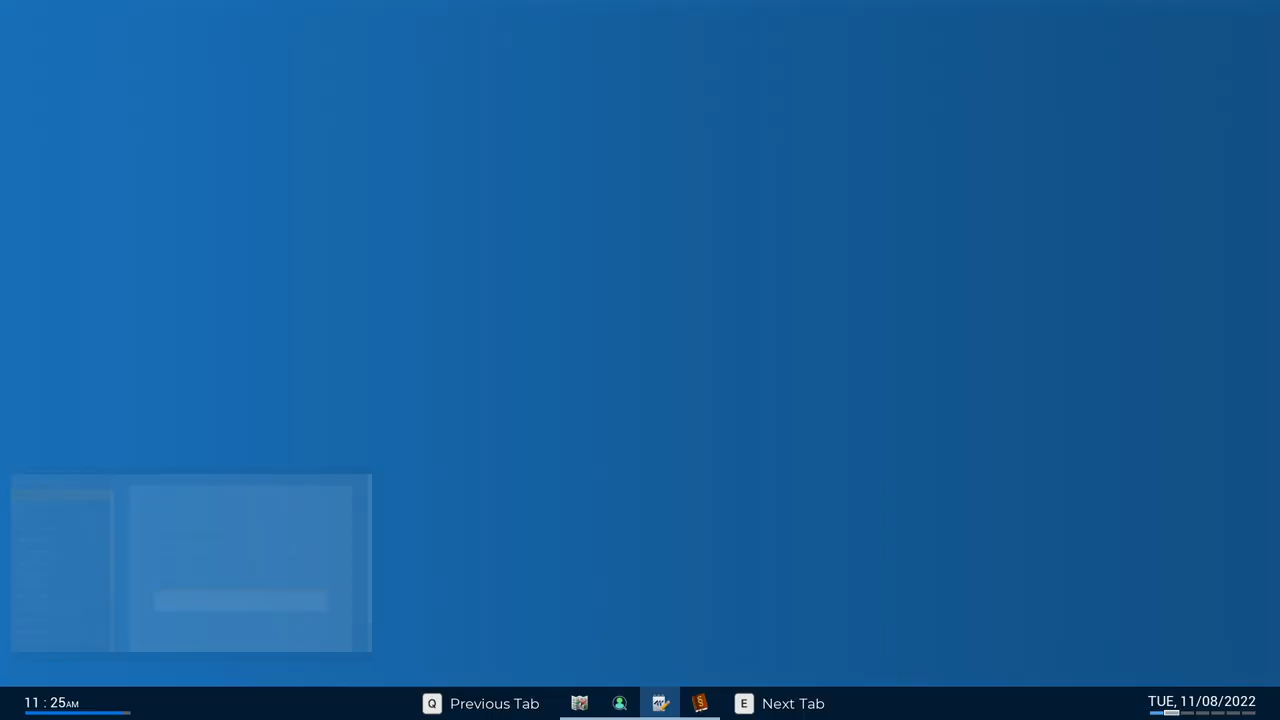 11 : 25AM
Q Previous Tab
E Next Tab
TUE, 11/08/2022